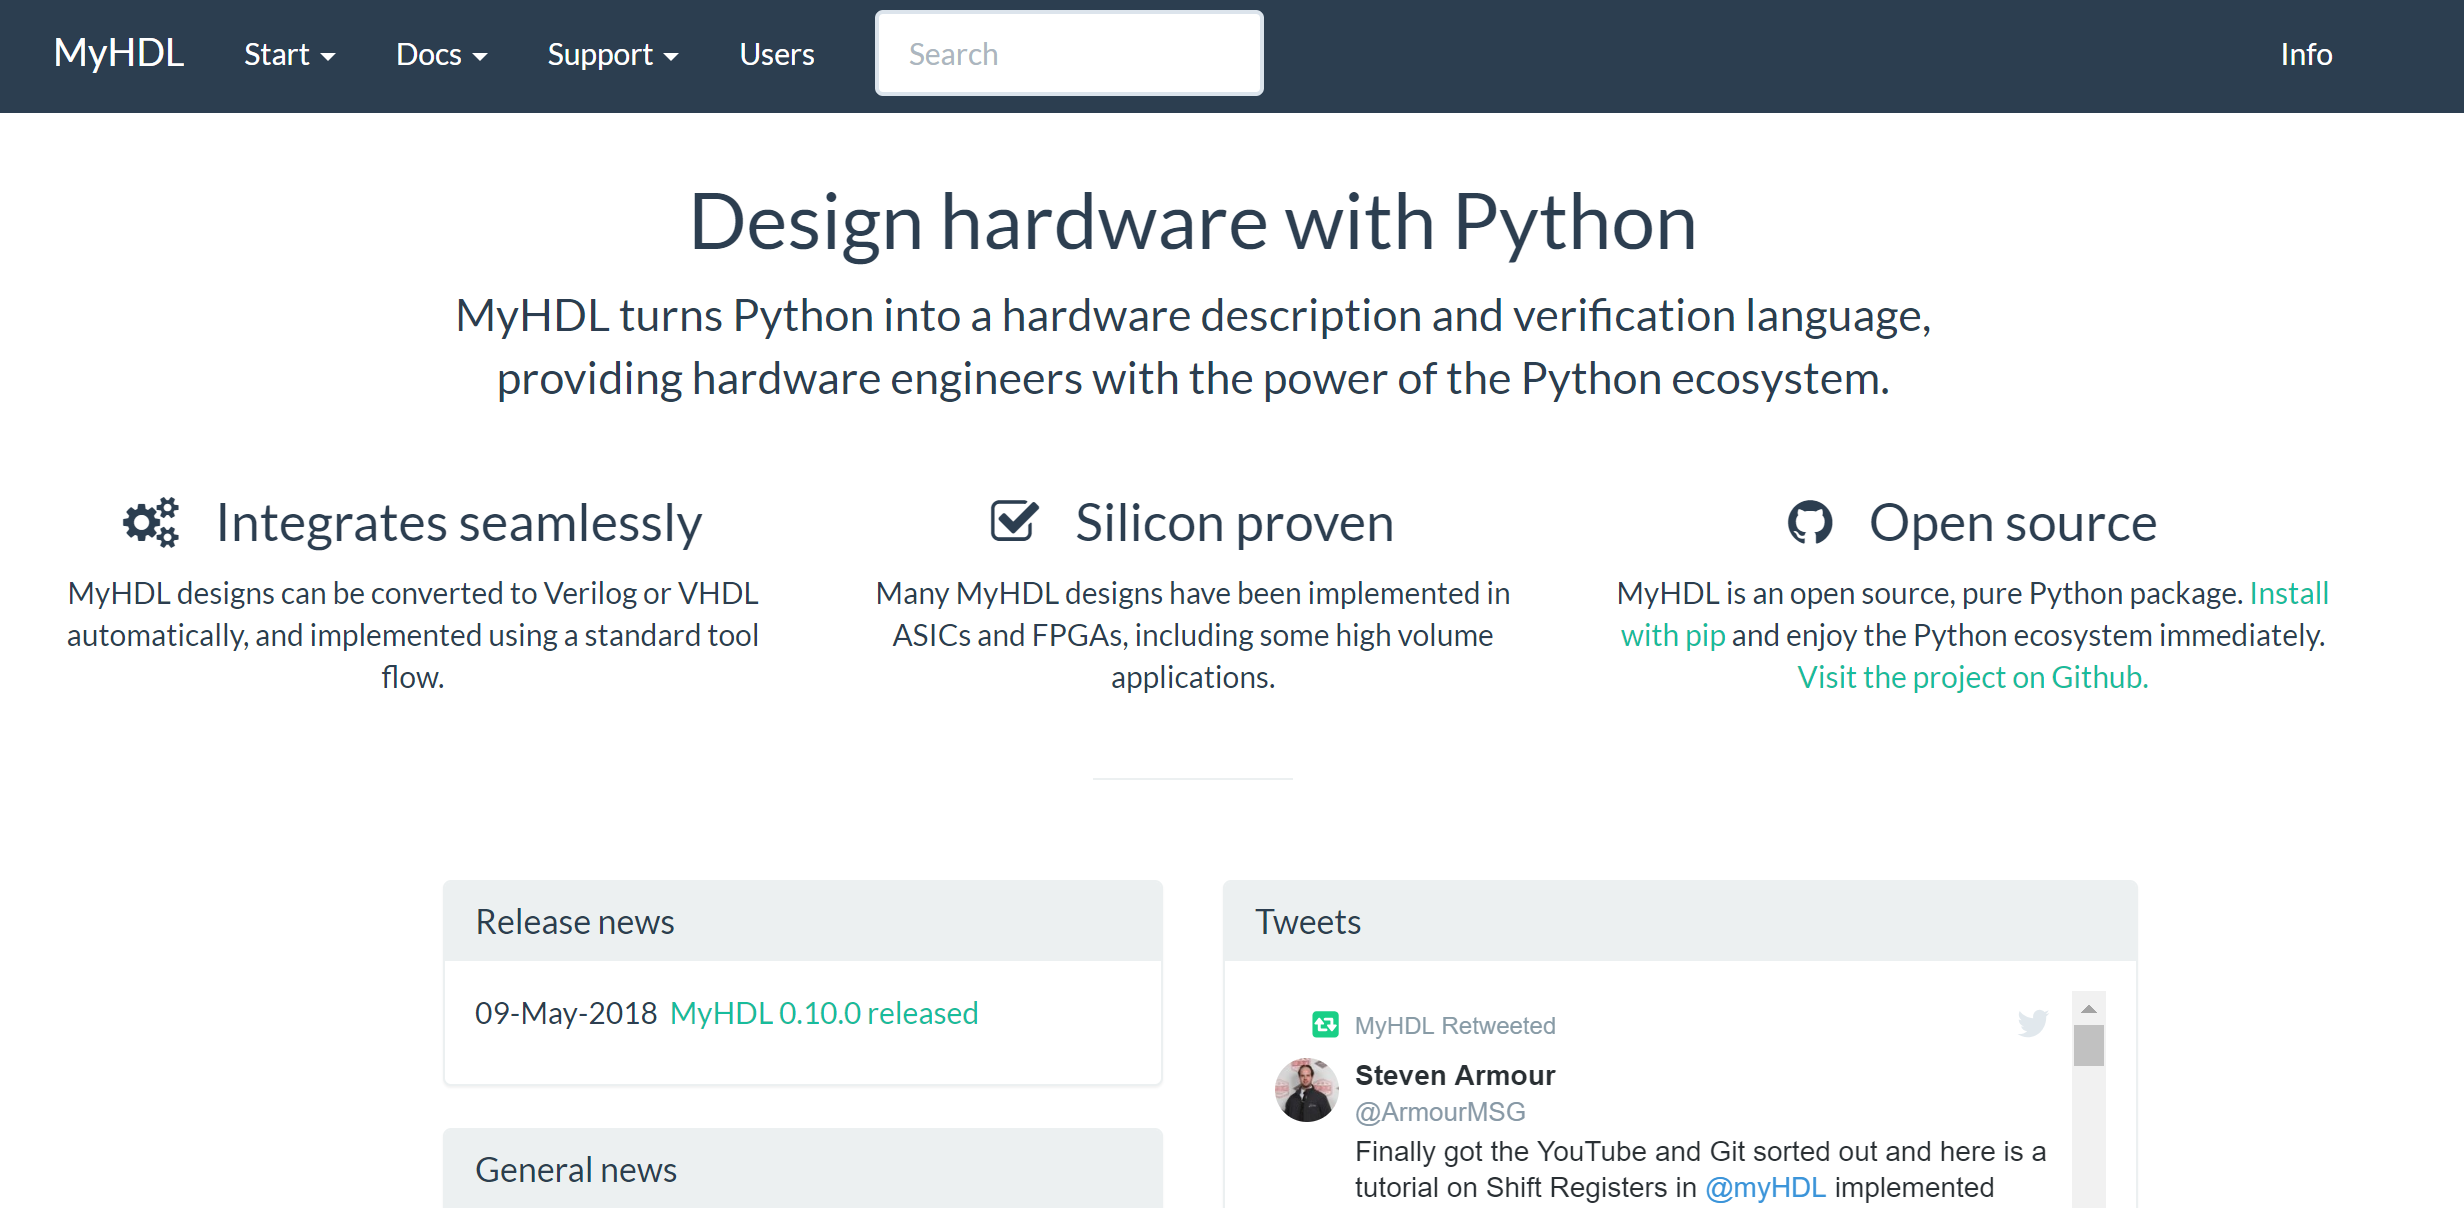 MyHDL Start Docs Support Users Search Info
Design hardware with Python
MyHDL turns Python into a hardware description and verification language,
providing hardware engineers with the power of the Python ecosystem.
Integrates seamlessly
MyHDL designs can be converted to Verilog or VHDL
automatically, and implemented using a standard tool
flow.
Silicon proven
Many MyHDL designs have been implemented in
ASICs and FPGAs, including some high volume
applications.
Open source
MyHDL is an open source, pure Python package. Install
with pip and enjoy the Python ecosystem immediately.
Visit the project on Github.
Release news
09-May-2018 MyHDL 0.10.0 released
General news
Tweets
MyHDL Retweeted
Steven Armour
@ArmourMSG
Finally got the YouTube and Git sorted out and here is a
tutorial on Shift Registers in @myHDL implemented